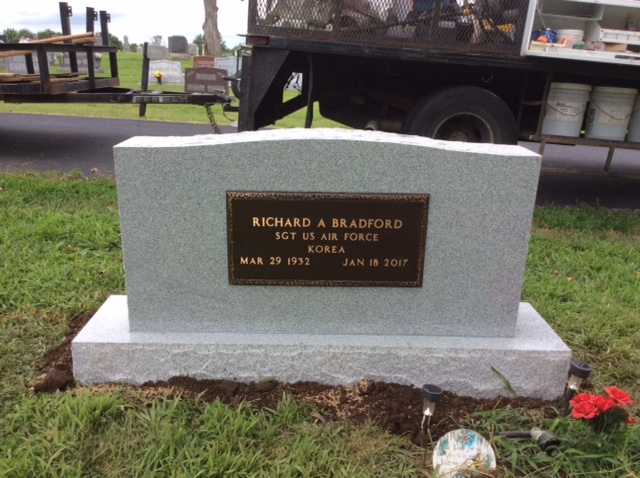 RICHARD A BRADFORD
SGT US AIR FORCE
KOREA
MAR 29 1932 JAN 18 2017